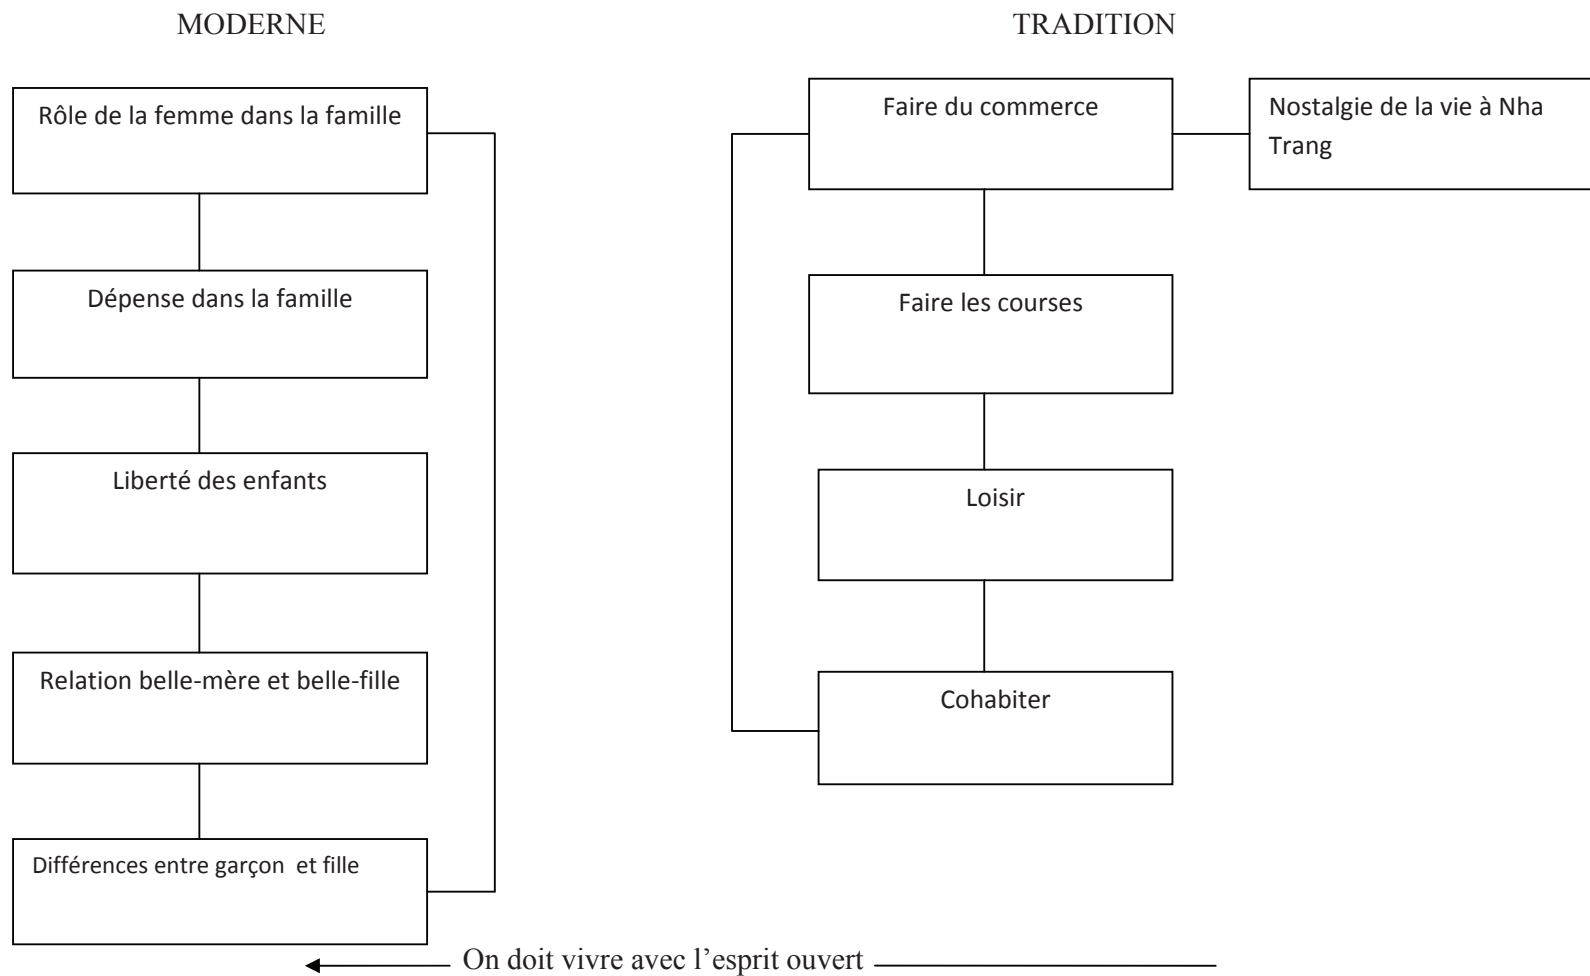 MODERNE
TRADITION
Rôle de la femme dans la famille
Dépense dans la famille
Liberté des enfants
Relation belle-mère et belle-fille
Différences entre garçon  et fille
Faire du commerce
Nostalgie de la vie à Nha
Trang
Faire les courses
Loisir
Cohabiter
On doit vivre avec l’esprit ouvert